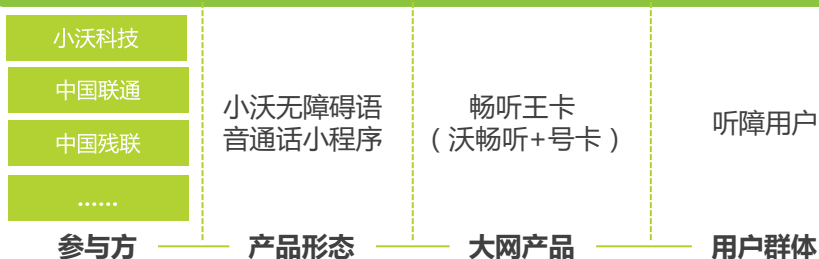 小沃科技
中国联通
中国残联
......
小沃无障碍语
音通话小程序
畅听王卡
（沃畅听+号卡）
听障用户
参与方
产品形态
大网产品
用户群体